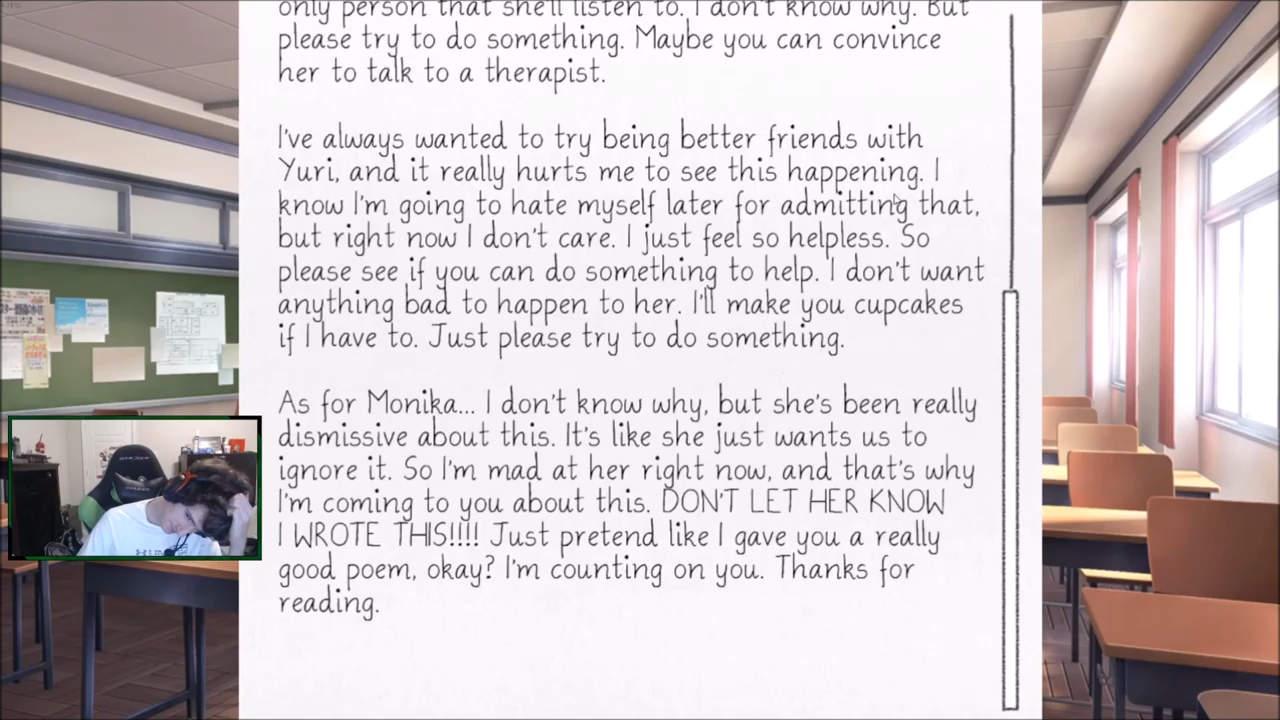 only person that she'll listen to. I don't know why. But
please try to do something. Maybe you can convince
her to talk to a therapist.
I've always wanted to try being better friends with
Yuri, and it really hurts me to see this happening. I
know I'm going to hate myself later for admitting that,
but right now I don't care. I just feel so helpless. So
please see if you can do something to help. I don't want
anything bad to happen to her. I'll make you cupcakes
if I have to. Just please try to do something.
As for Monika... I don't know why, but she's been really
dismissive about this. It's like she just wants us to
ignore it. So I'm mad at her right now, and that's why
I'm coming to you about this. DON'T LET HER KNOW
I WROTE THIS!!!! Just pretend like I gave you a really
good poem, okay? I'm counting on you. Thanks for
reading.